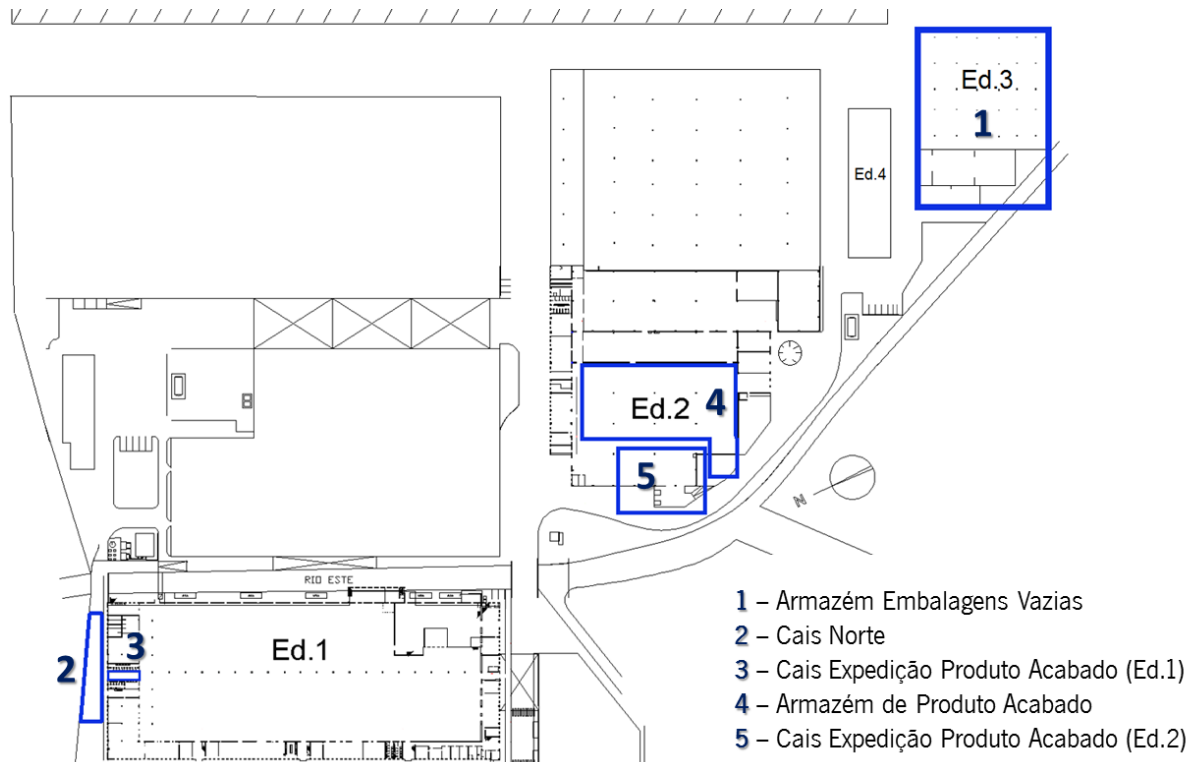 Ed.3
1
Ed.4
Ed.2
4
5
N
RIO ESTE
Ed.1
3
2
1 – Armazém Embalagens Vazias
2 – Cais Norte
3 – Cais Expedição Produto Acabado (Ed.1)
4 – Armazém de Produto Acabado
5 – Cais Expedição Produto Acabado (Ed.2)